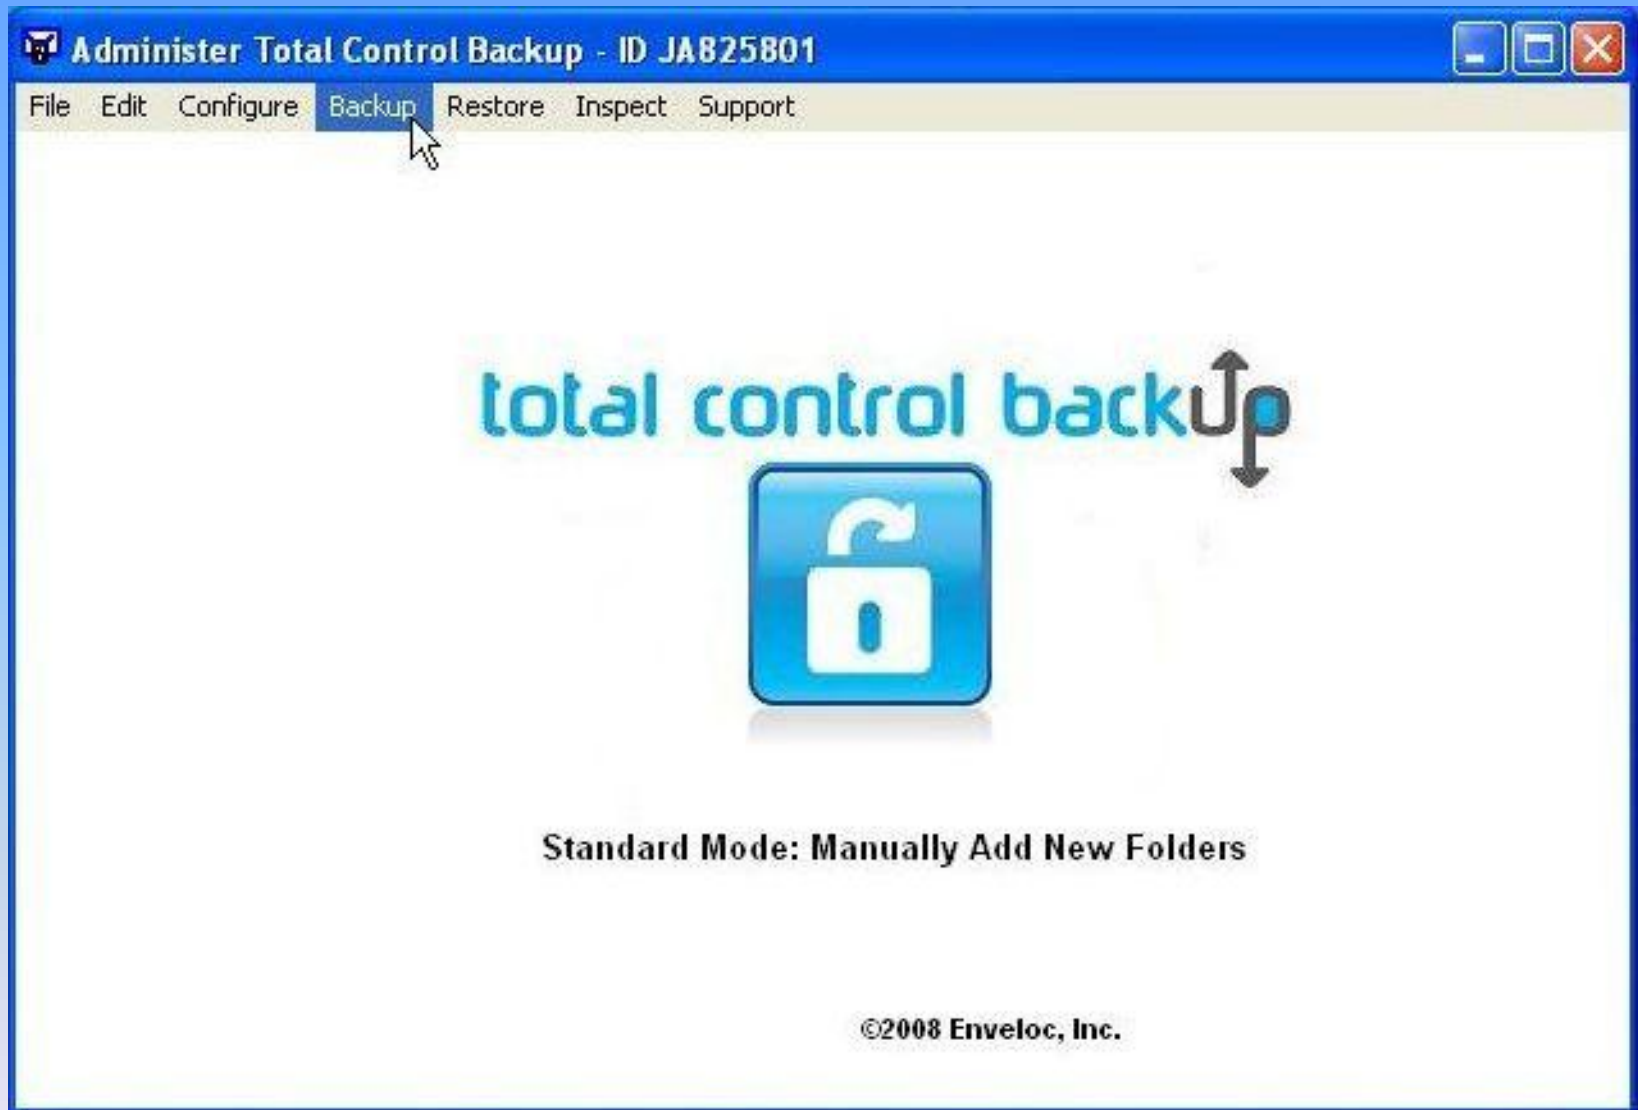 Administer Total Control Backup - ID JA825801
File Edit Configure Backup Restore Inspect Support
total control backup
Standard Mode: Manually Add New Folders
©2008 Enveloc, Inc.